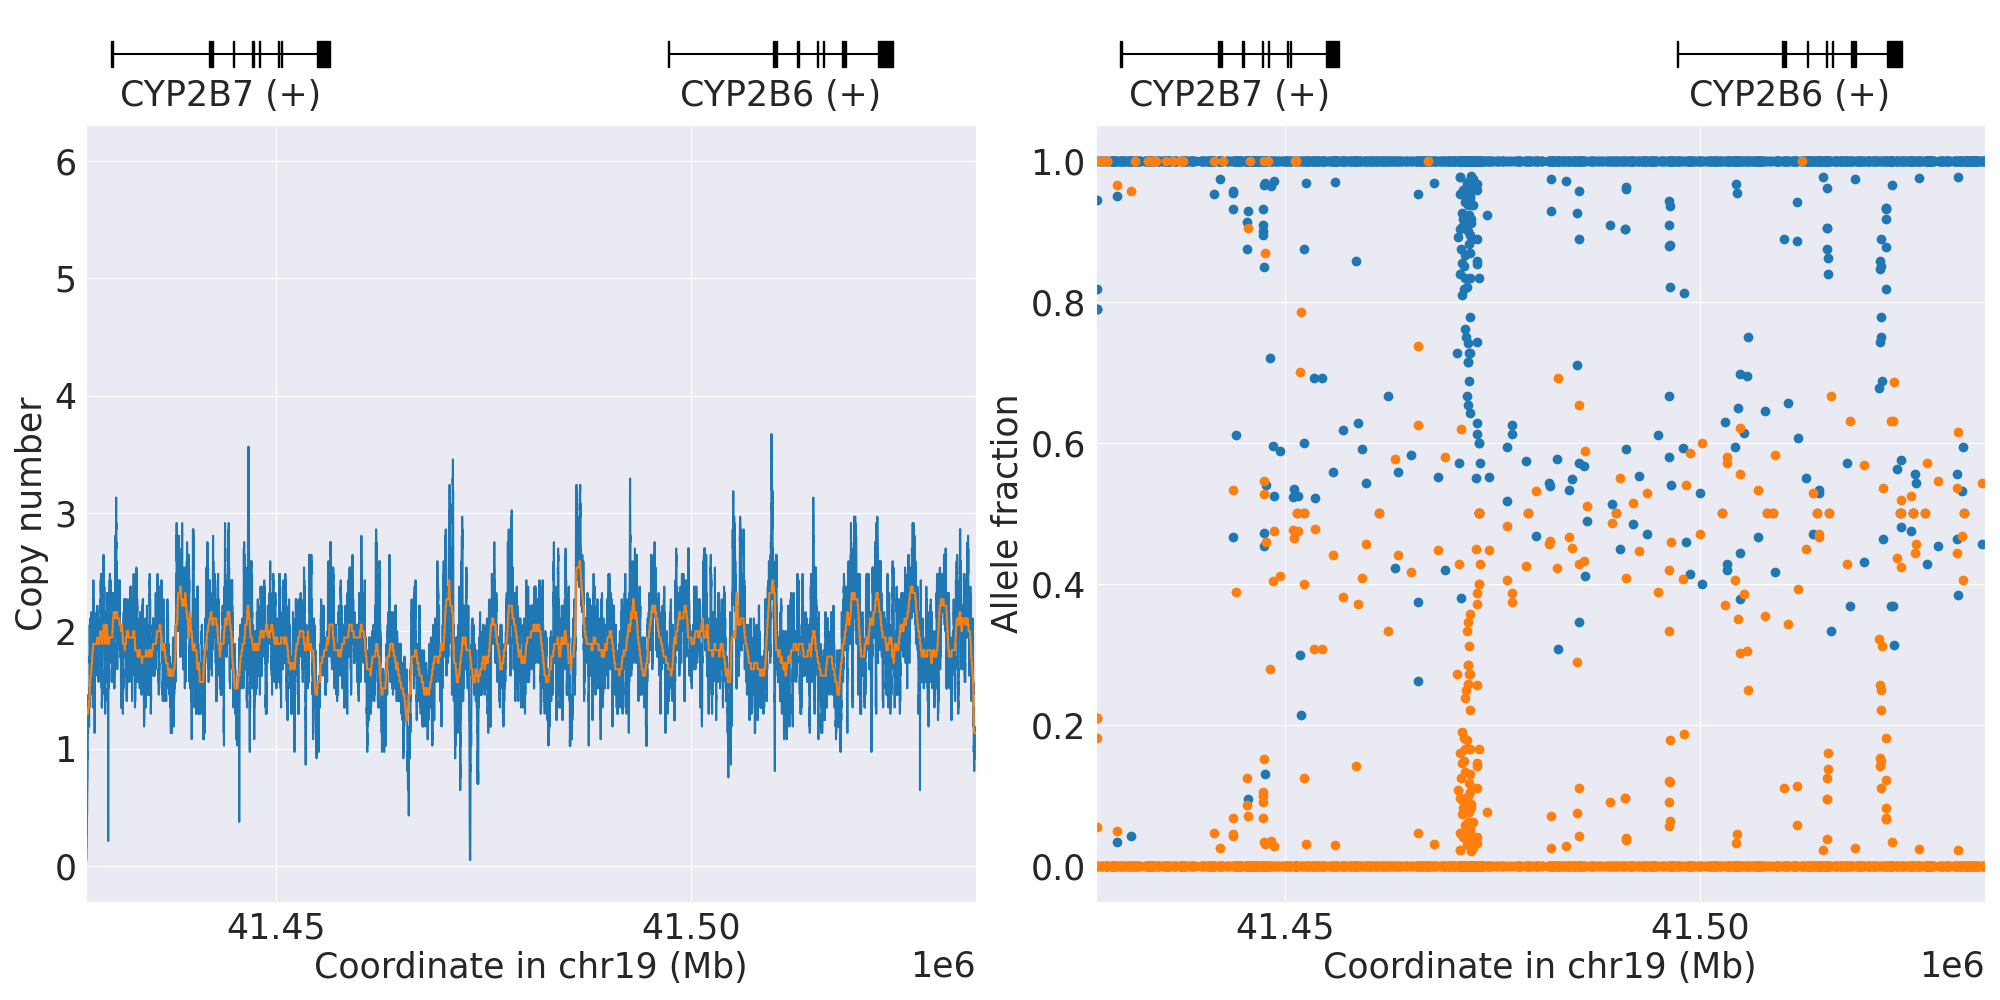 CYP2B7 (+) CYP2B6 (+)
6
5
4
3
2
1
0
Copy number
41.45 41.50
Coordinate in chr19 (Mb)
1e6
CYP2B7 (+) CYP2B6 (+)
1.0
0.8
0.6
0.4
0.2
0.0
Allele fraction
41.45 41.50
Coordinate in chr19 (Mb)
1e6